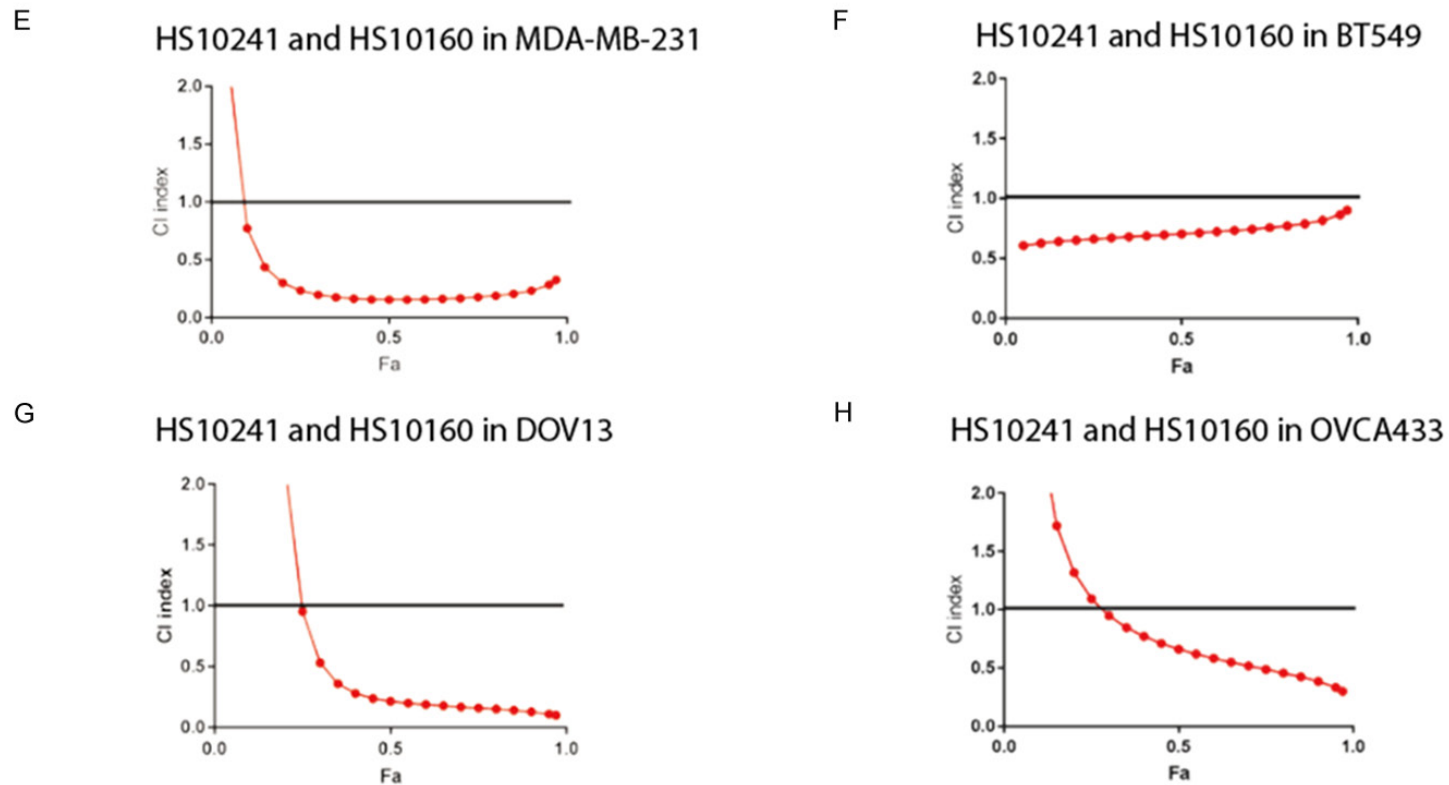 E
HS10241 and HS10160 in MDA-MB-231
2.0
1.5
1.0
0.5
0.0
CI index
0.0 0.5 1.0
Fa
F
HS10241 and HS10160 in BT549
2.0
1.5
1.0
0.5
0.0
CI index
0.0 0.5 1.0
Fa
G
HS10241 and HS10160 in DOV13
2.0
1.5
1.0
0.5
0.0
CI index
0.0 0.5 1.0
Fa
H
HS10241 and HS10160 in OVCA433
2.0
1.5
1.0
0.5
0.0
CI index
0.0 0.5 1.0
Fa